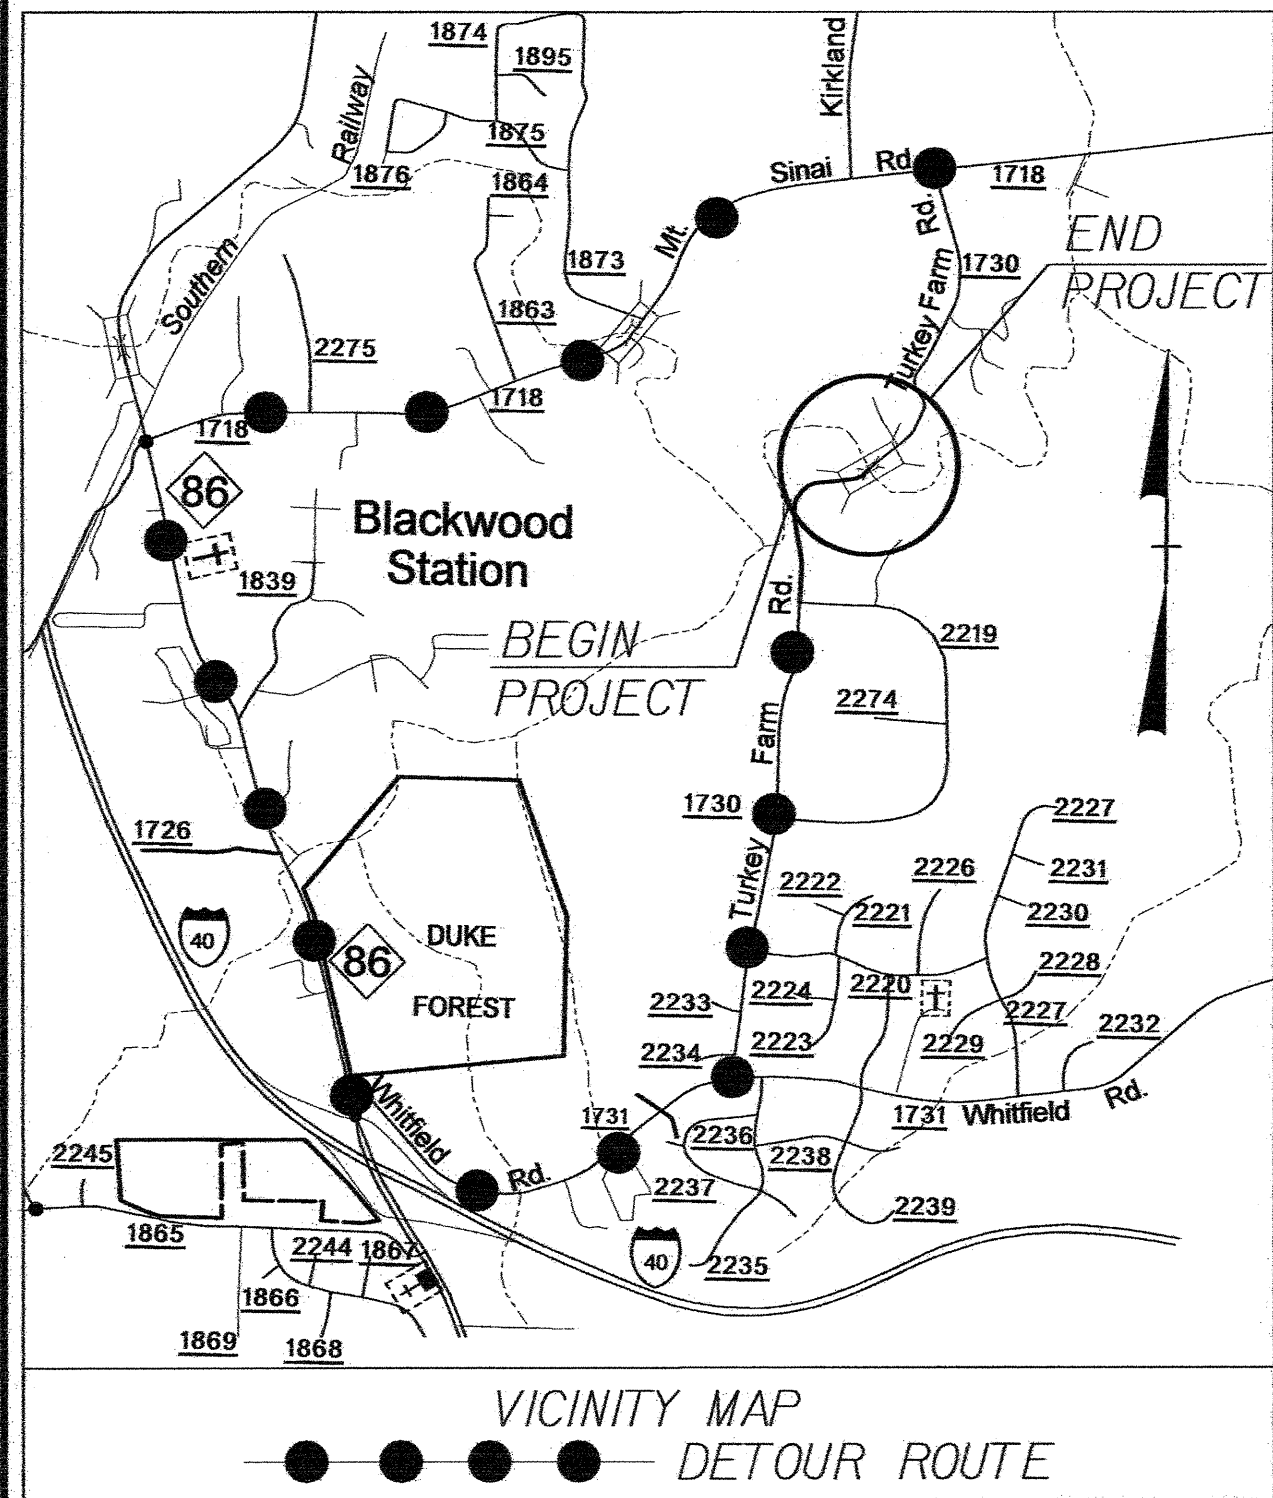 1874
1895
Kirkland
Railway
1875
1876
1864
Sinai Rd.
1718
Mt.
Rd.
END
PROJECT
1873
1730
Southern
1863
Turkey Farm
2275
1718
1718
86
Blackwood
Station
1839
BEGIN
PROJECT
Rd.
2219
2274
Farm
1730
2227
1726
Turkey
2222
2226
2231
2221
2230
40
DUKE
86
2228
2233
2224
2220
FOREST
2227
2223
2229
2232
2234
Whitfield
1731
1731
Whitfield Rd.
2236
2245
2238
Rd.
2237
2239
1865
2244
1867
40
2235
1866
1869
1868
VICINITY MAP
DETOUR ROUTE